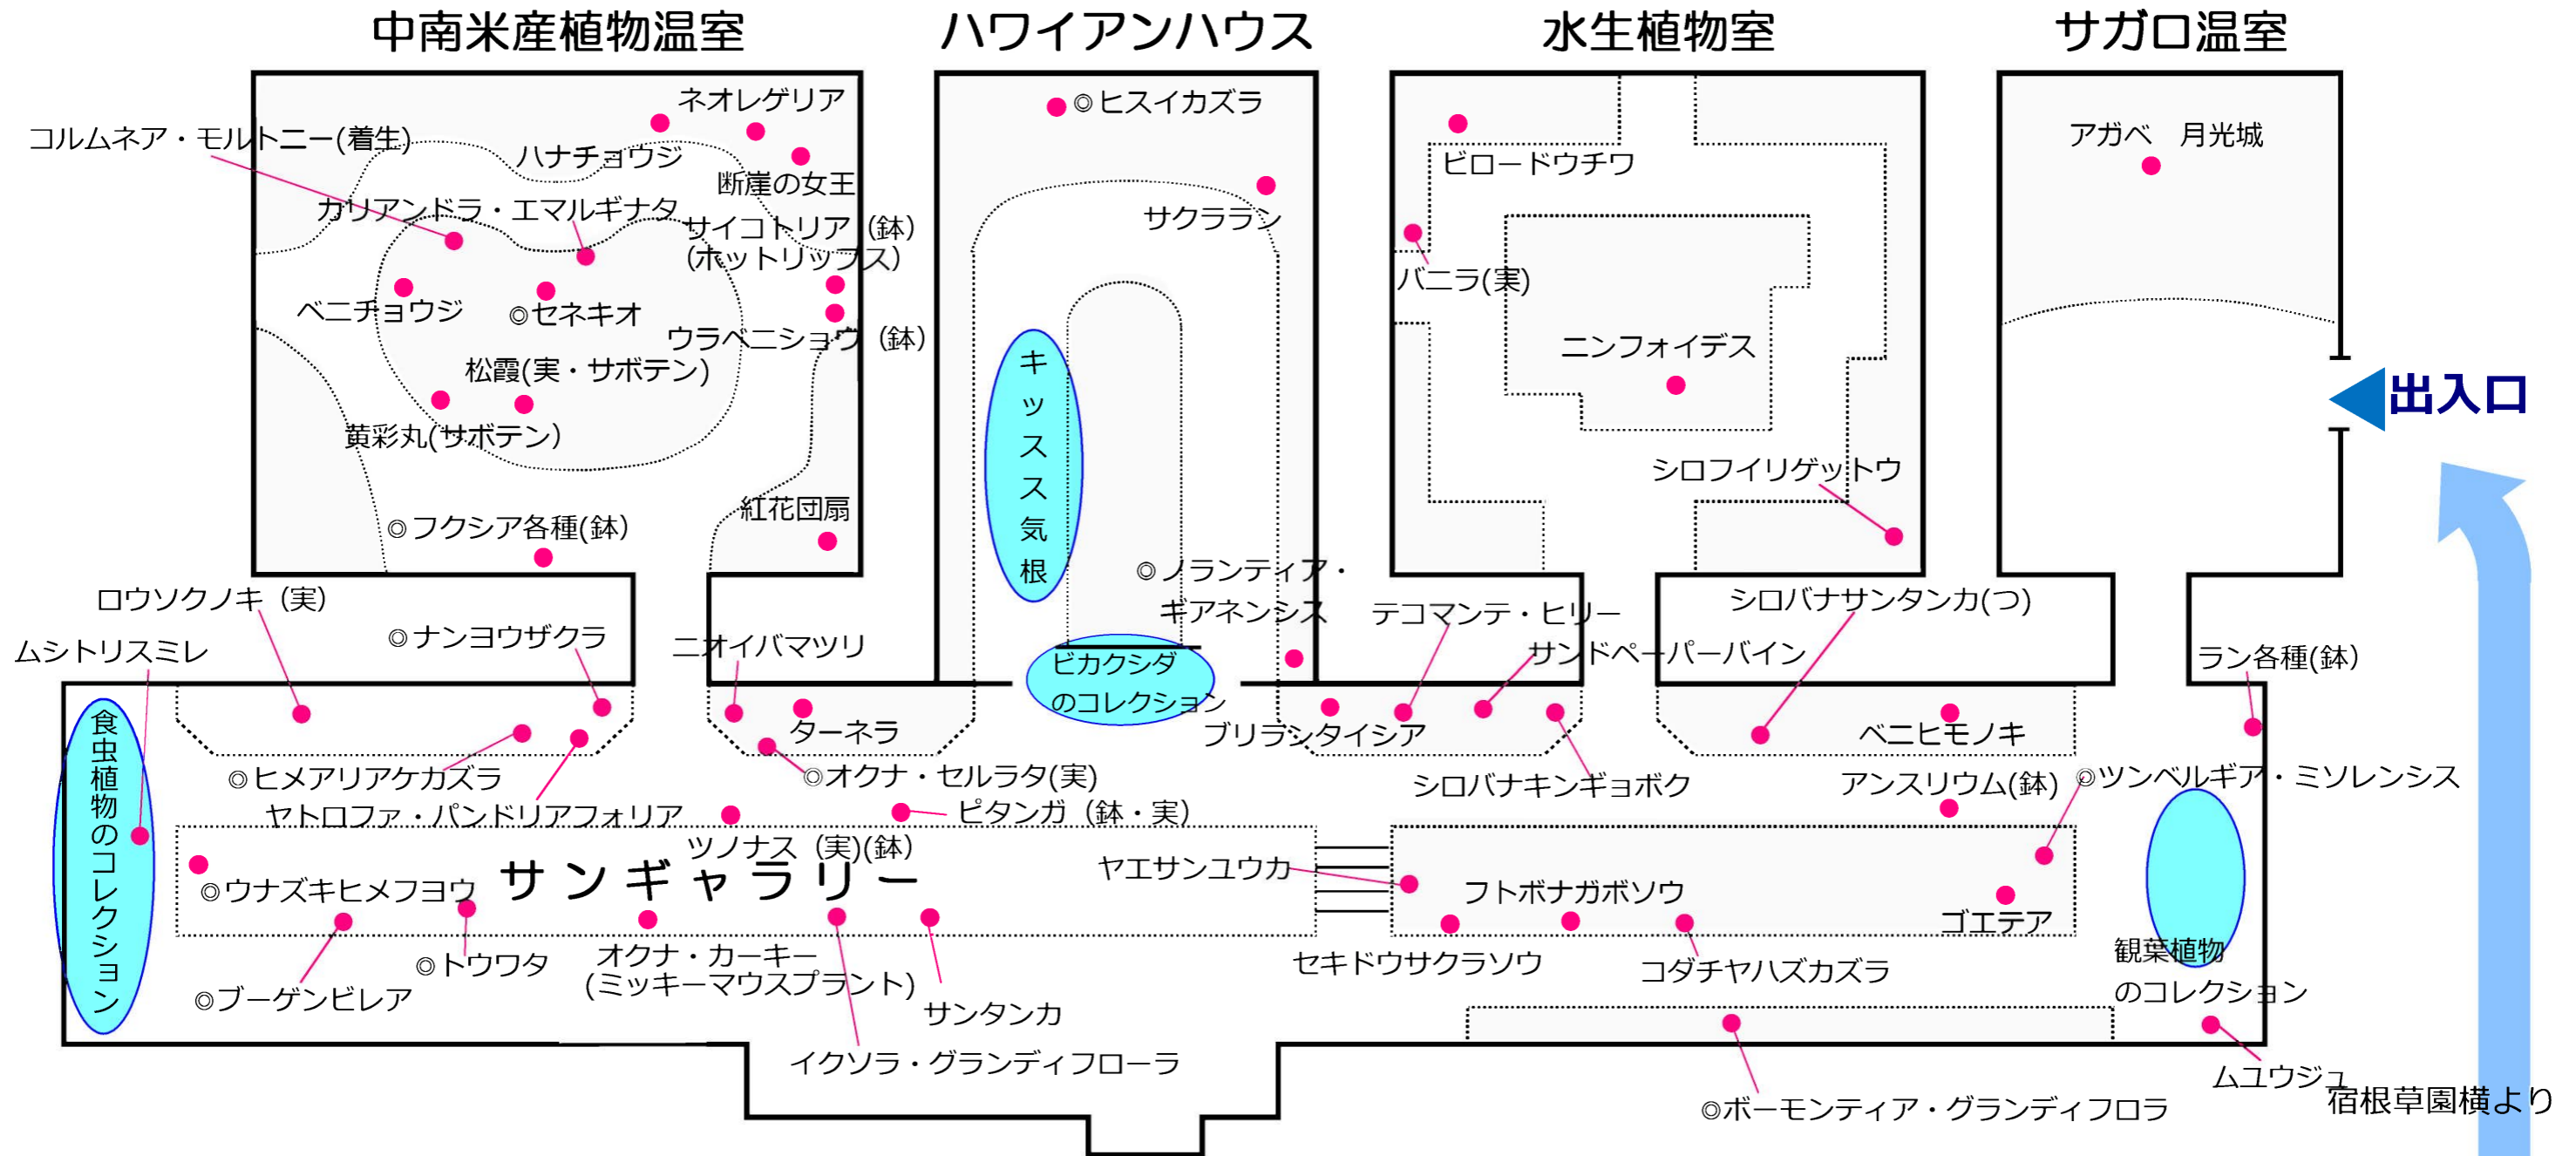 中南米産植物温室
ハワイアンハウス
水生植物室
サガロ温室
ネオレゲリア
コルムネア・モルトニー(着生)
ハナチョウジ
断崖の女王
カリアンドラ・エマルギナタ
サイコトリア（鉢）
（ホットリップス）
ベニチョウジ
◎セネキオ
ウラベニショウ（鉢）
松霞(実・サボテン)
黄彩丸(サボテン）
紅花団扇
◎フクシア各種(鉢）
◎ヒスイカズラ
サクララン
キッスス気根
◎ノランティア・
ギアネンシス
ビカクシダ
のコレクション
ビロードウチワ
バニラ(実)
ニンフォイデス
シロフイリゲットウ
アガベ　月光城
出入口
ロウソクノキ（実）
ムシトリスミレ
◎ナンヨウザクラ
ニオイバマツリ
テコマンテ・ヒリー
サンドペーパーバイン
シロバナサンタンカ(つ)
ラン各種(鉢）
食虫植物のコレクション
ターネラ
ブリランタイシア
ベニヒモノキ
◎ヒメアリアケカズラ
◎オクナ・セルラタ(実)
シロバナキンギョボク
アンスリウム(鉢)
◎ツンベルギア・ミソレンシス
ヤトロファ・パンドリアフォリア
ピタンガ（鉢・実）
ツノナス（実)(鉢）
サンギャラリー
ヤエサンユウカ
◎ウナズキヒメフヨウ
フトボナガボソウ
ゴエテア
◎トウワタ
オクナ・カーキー
(ミッキーマウスプラント)
セキドウサクラソウ
コダチヤハズカズラ
観葉植物
のコレクション
◎ブーゲンビレア
サンタンカ
イクソラ・グランディフローラ
ムユウジュ
◎ボーモンティア・グランディフロラ
宿根草園横より